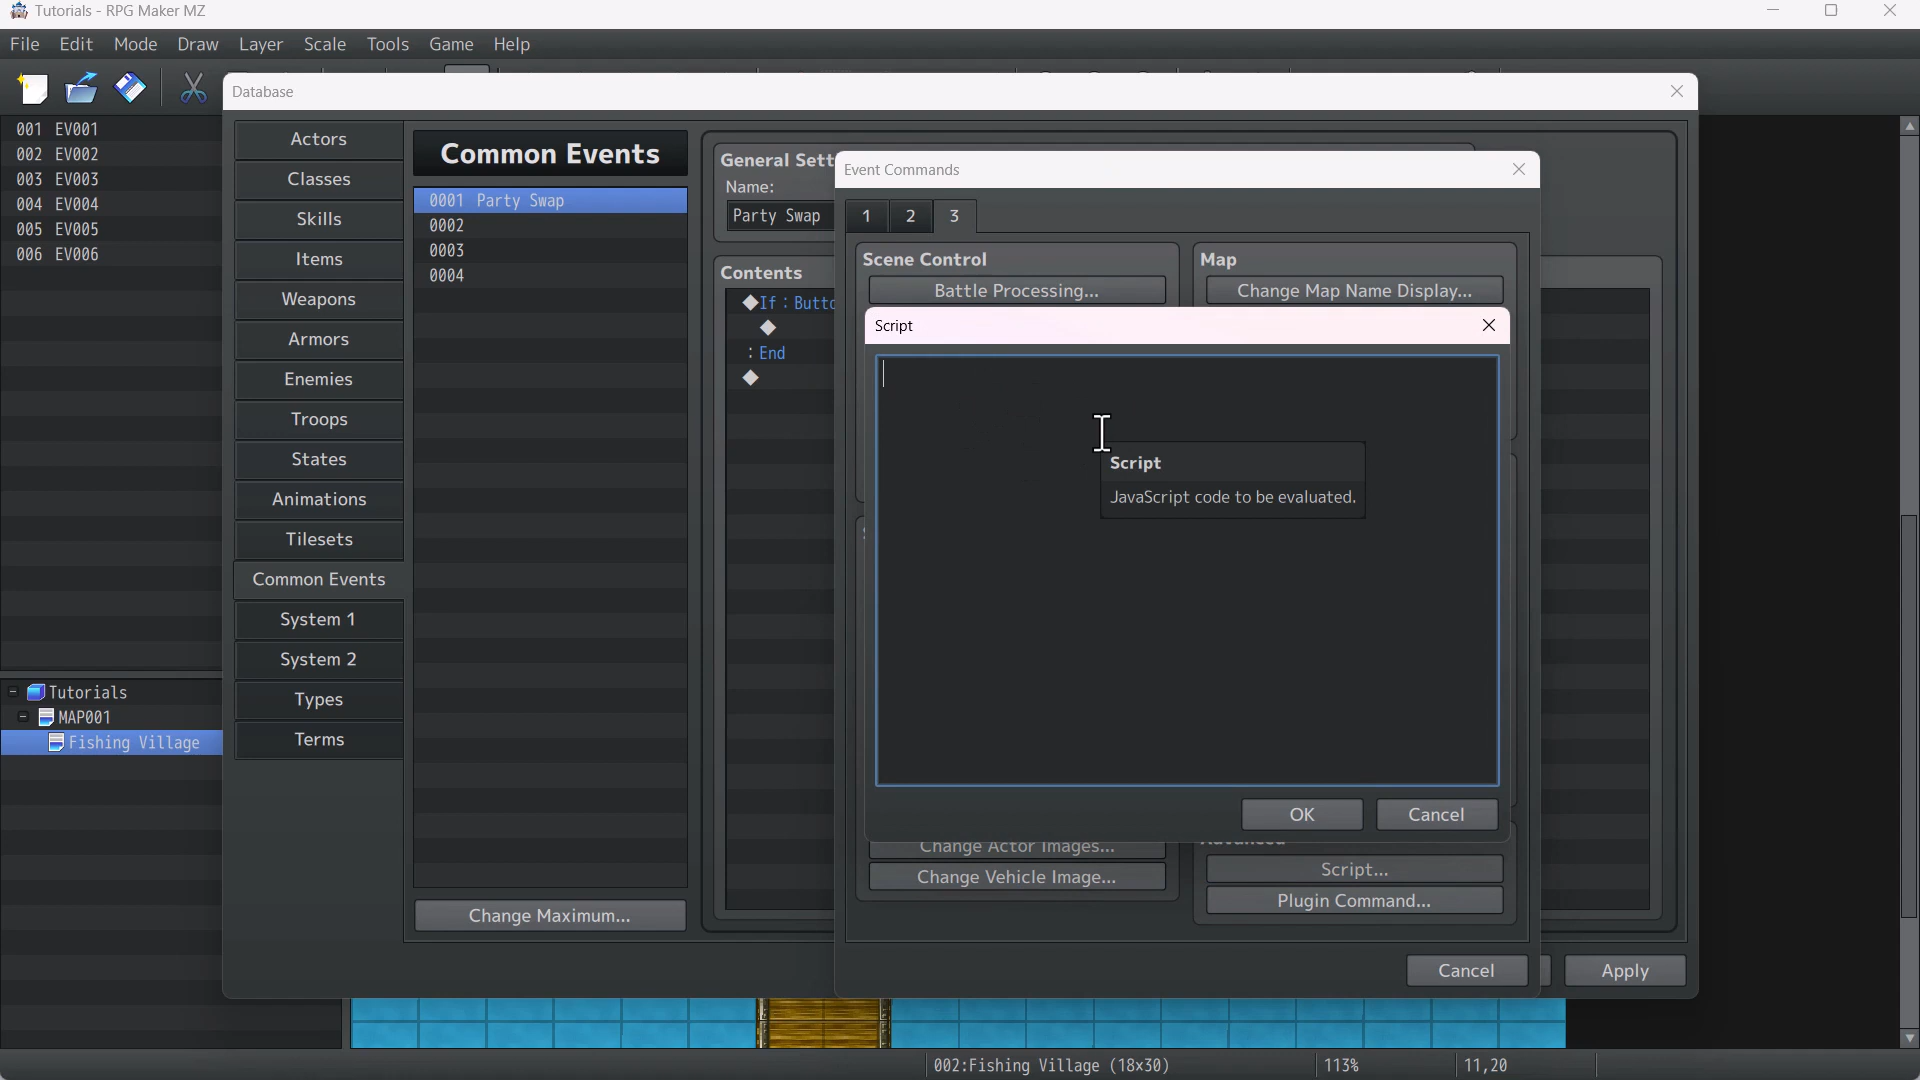 Tutorials - RPG Maker MZ
File Edit Mode Draw Layer Scale Tools Game Help
Database
001 EV001
002 EV002
003 EV003
004 EV004
005 EV005
006 EV006
Tutorials
MAP001
Fishing Village
Actors
Classes
Skills
Items
Weapons
Armors
Enemies
Troops
States
Animations
Tilesets
Common Events
System 1
System 2
Types
Terms
Common Events
0001 Party Swap
0002
0003
0004
Change Maximum...
General Sett
Name:
Party Swap
Contents
◆If : Butto
◆
: End
◆
Event Commands
1 2 3
Scene Control
Battle Processing...
Map
Change Map Name Display...
Script
Script
JavaScript code to be evaluated.
OK Cancel
Change Actor Images...
Change Vehicle Image...
Advanced
Script...
Plugin Command...
Cancel
Apply
002:Fishing Village (18x30) 113% 11,20